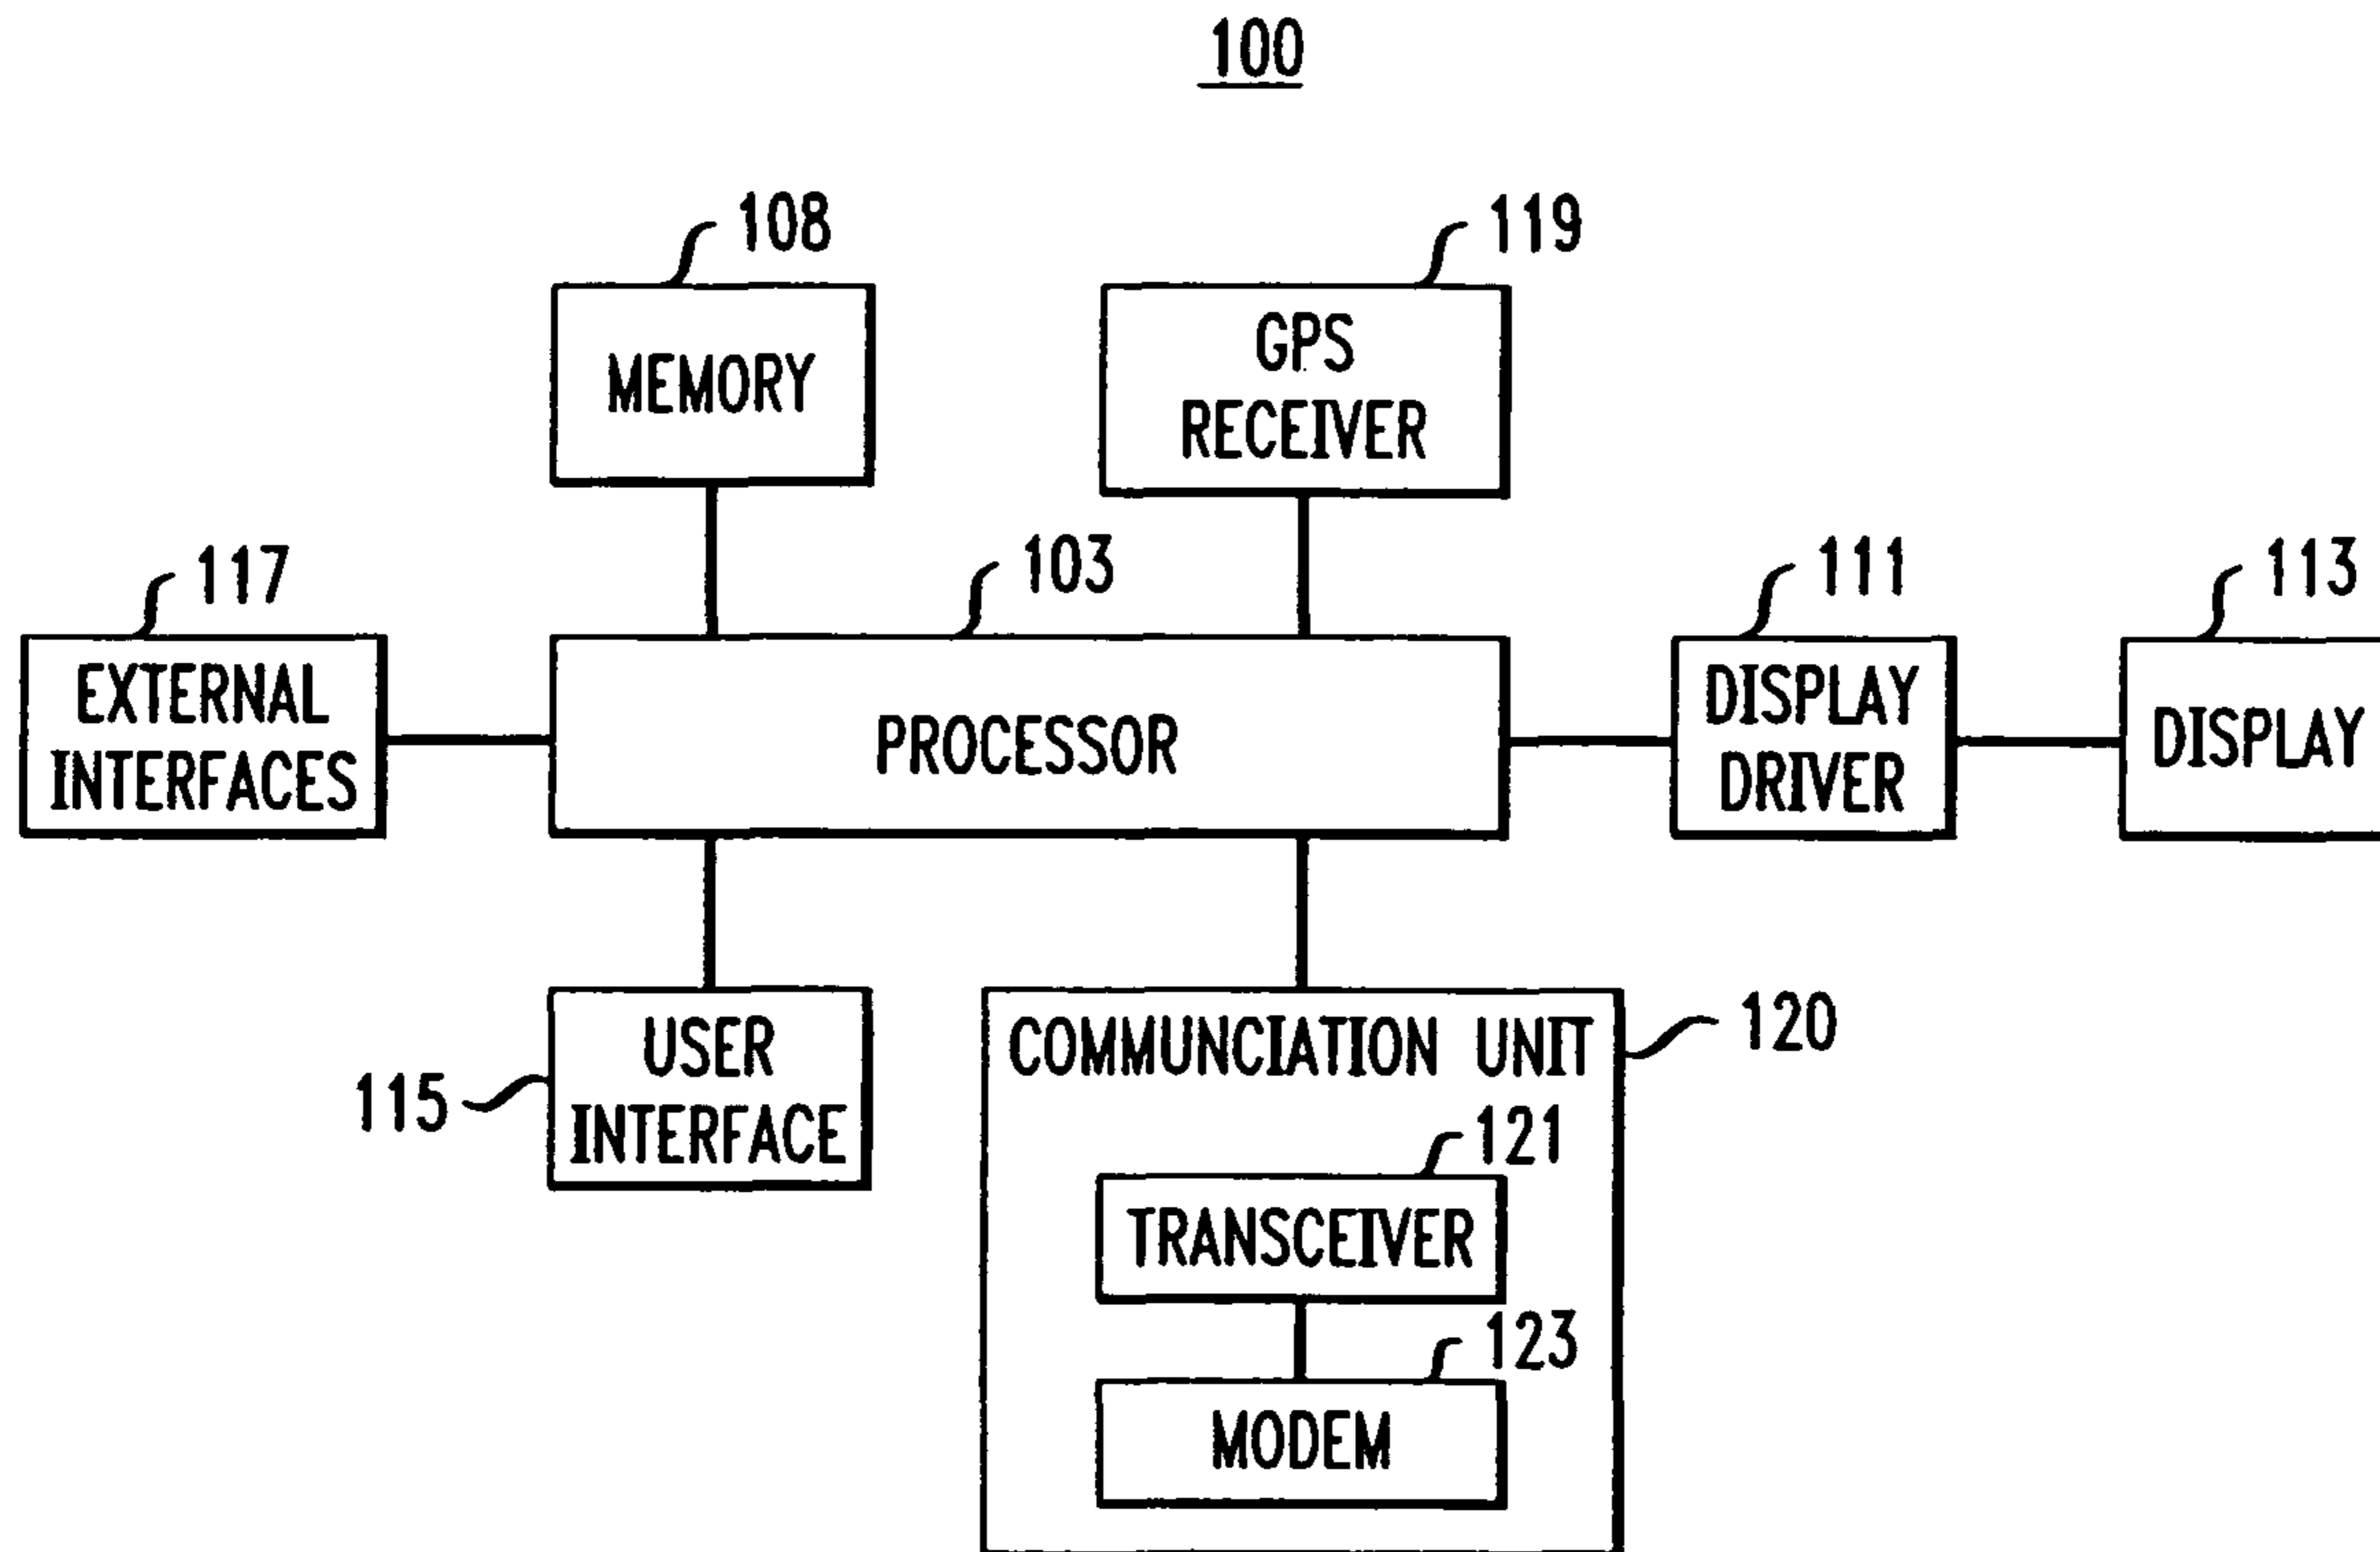 100
108
119
MEMORY
GPS
RECEIVER
117
103
111
113
EXTERNAL
INTERFACES
PROCESSOR
DISPLAY
DRIVER
DISPLAY
115
USER
INTERFACE
COMMUNCIATION UNIT
120
121
TRANSCEIVER
123
MODEM